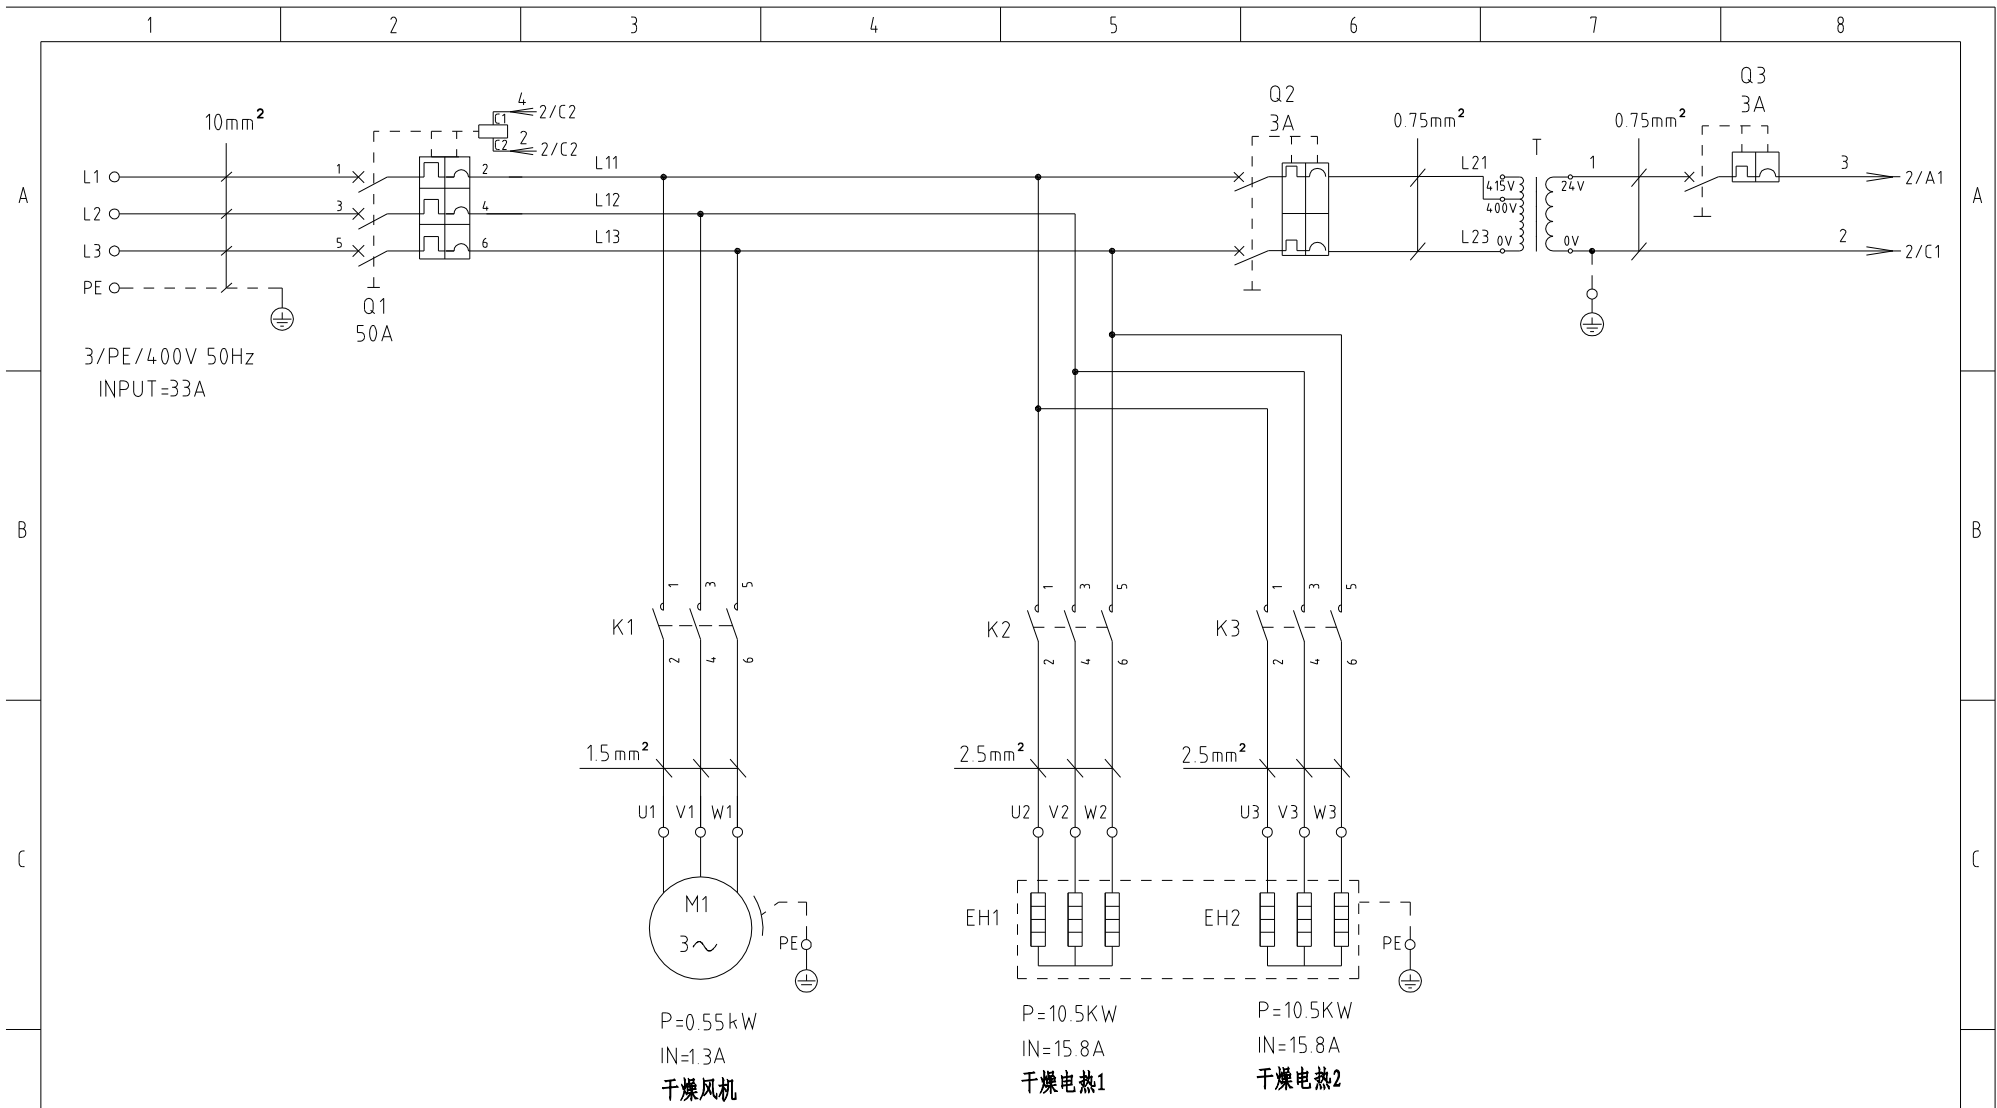 1 2 3 4 5 6 7 8
Q3
3A
Q2
3A
4
2/C2
C1
10mm²
0.75mm²
0.75mm²
2
C2
2/C2
T
A
L1
1
2
L11
L21
415V
24V
1
3
2/A1
A
L2
3
4
L12
400V
L3
5
6
L13
L23
0V
0V
2
2/C1
PE
Q1
50A
3/PE/400V 50Hz
INPUT=33A
B
B
1 3 5
1 3 5
1 3 5
K1
K2
K3
2 4 6
2 4 6
2 4 6
1.5mm²
2.5mm²
2.5mm²
U1 V1 W1
U2 V2 W2
U3 V3 W3
C
C
M1
3~
PE
EH1
EH2
PE
P=0.55kW
IN=1.3A
干燥风机
P=10.5KW
IN=15.8A
干燥电热1
P=10.5KW
IN=15.8A
干燥电热2